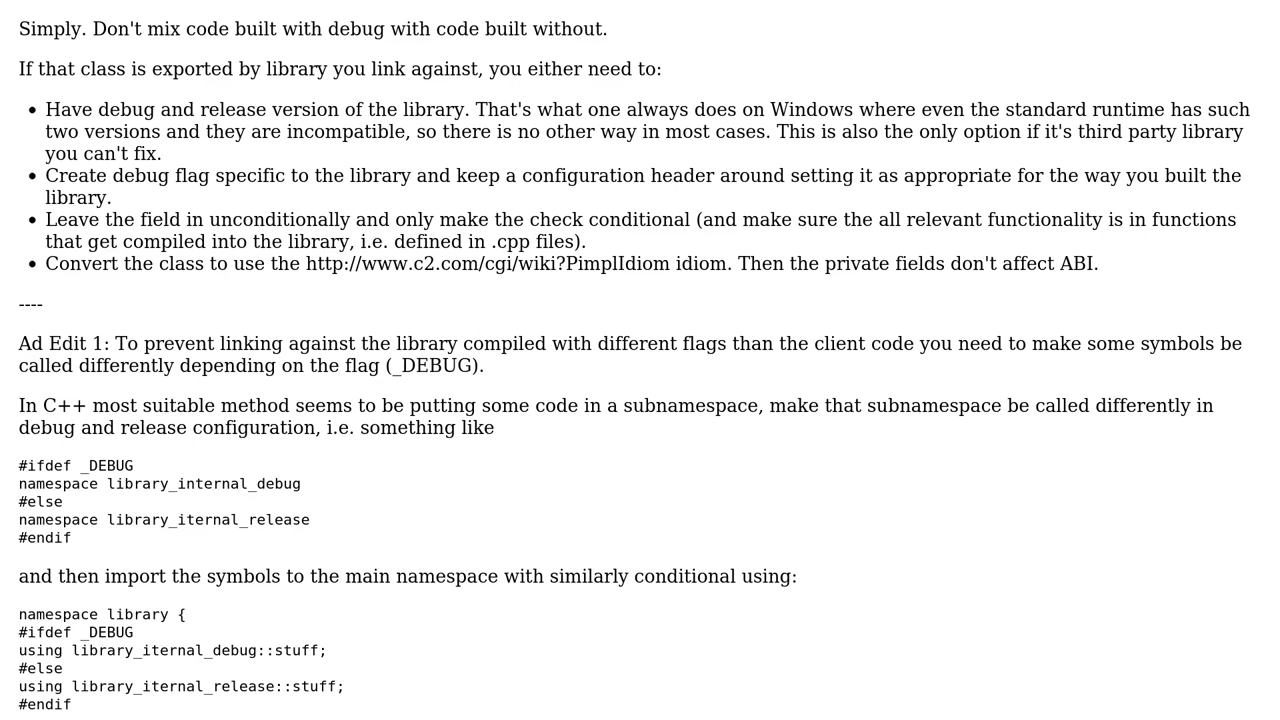 Simply. Don't mix code built with debug with code built without.
If that class is exported by library you link against, you either need to:
• Have debug and release version of the library. That's what one always does on Windows where even the standard runtime has such
two versions and they are incompatible, so there is no other way in most cases. This is also the only option if it's third party library
you can't fix.
• Create debug flag specific to the library and keep a configuration header around setting it as appropriate for the way you built the
library.
• Leave the field in unconditionally and only make the check conditional (and make sure the all relevant functionality is in functions
that get compiled into the library, i.e. defined in .cpp files).
• Convert the class to use the http://www.c2.com/cgi/wiki?PimplIdiom idiom. Then the private fields don't affect ABI.
----
Ad Edit 1: To prevent linking against the library compiled with different flags than the client code you need to make some symbols be
called differently depending on the flag (_DEBUG).
In C++ most suitable method seems to be putting some code in a subnamespace, make that subnamespace be called differently in
debug and release configuration, i.e. something like
#ifdef _DEBUG
namespace library_internal_debug
#else
namespace library_iternal_release
#endif
and then import the symbols to the main namespace with similarly conditional using:
namespace library {
#ifdef _DEBUG
using library_iternal_debug::stuff;
#else
using library_iternal_release::stuff;
#endif